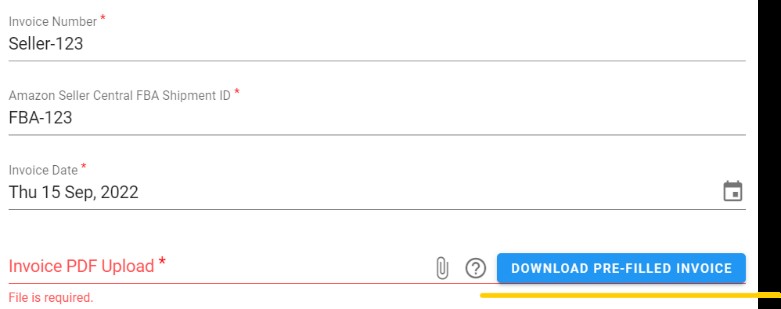 Invoice Number *
Seller-123
Amazon Seller Central FBA Shipment ID *
FBA-123
Invoice Date *
Thu 15 Sep, 2022
Invoice PDF Upload *
DOWNLOAD PRE-FILLED INVOICE
File is required.